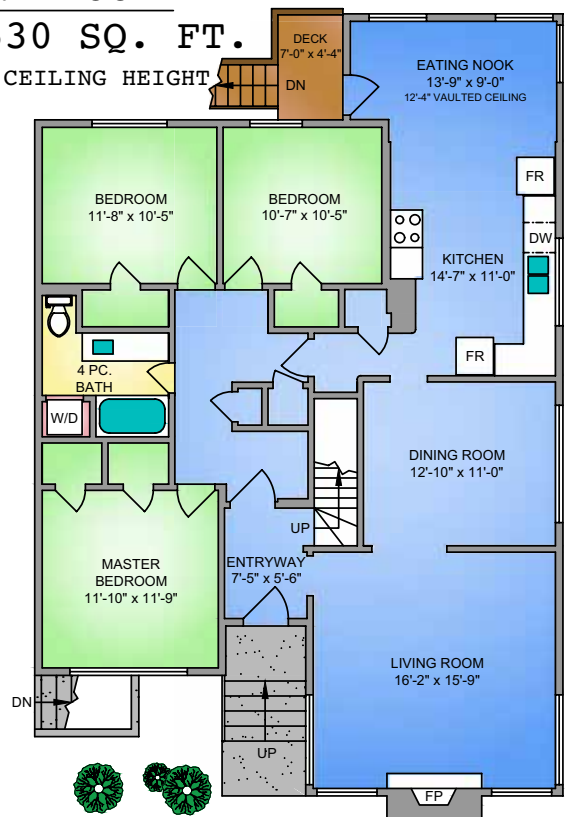 30 SQ. FT.
CEILING HEIGHT
DECK
7'-0" x 4'-4"
DN
EATING NOOK
13'-9" x 9'-0"
12'-4" VAULTED CEILING
BEDROOM
11'-8" x 10'-5"
BEDROOM
10'-7" x 10'-5"
FR
DW
KITCHEN
14'-7" x 11'-0"
FR
4 PC.
BATH
W/D
DINING ROOM
12'-10" x 11'-0"
UP
MASTER
BEDROOM
11'-10" x 11'-9"
ENTRYWAY
7'-5" x 5'-6"
LIVING ROOM
16'-2" x 15'-9"
DN
UP
FP